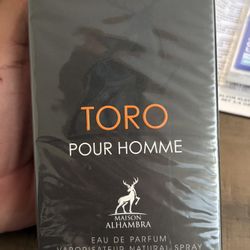 TORO
POUR HOMME
MAISON
ALHAMBRA
EAU DE PARFUM
VAPORISATEUR NATURAL SPRAY